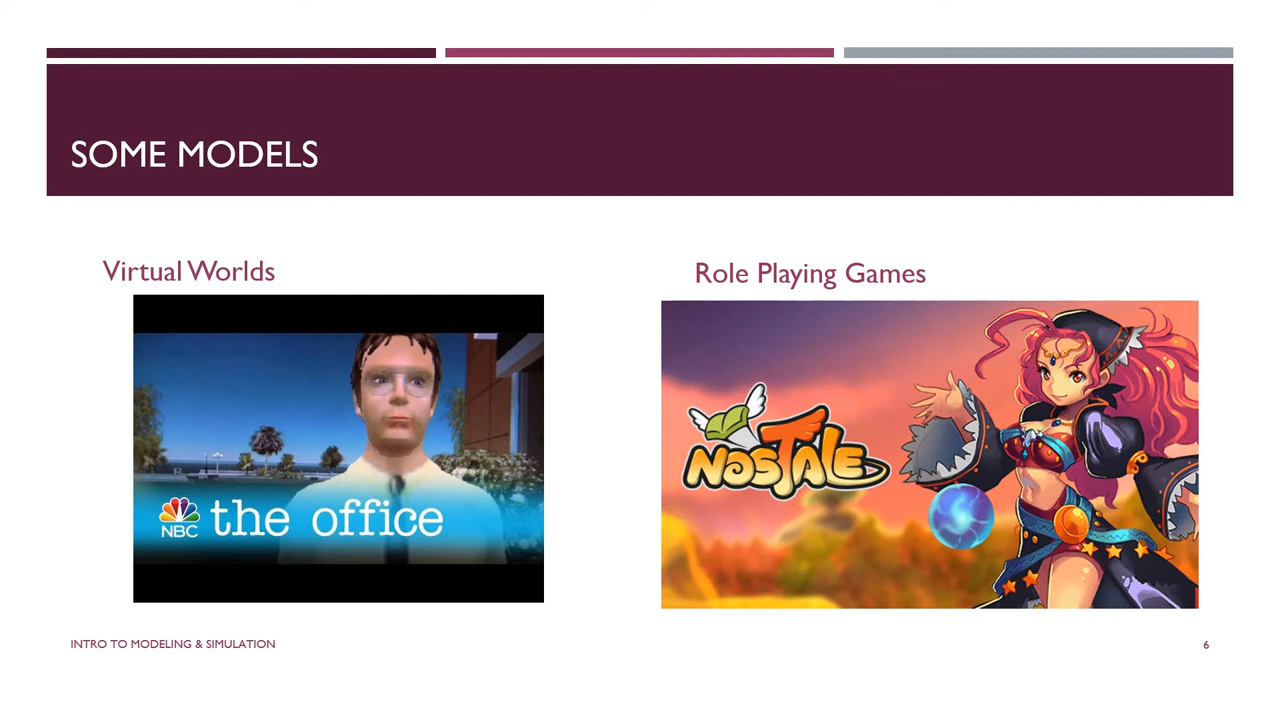 SOME MODELS
Virtual Worlds
Role Playing Games
NBC the office
NOSTALE
INTRO TO MODELING & SIMULATION
6